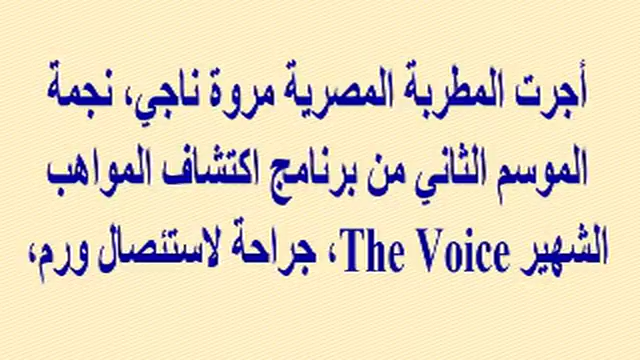 أجرت المطربة المصرية مروة ناجي، نجمة
الموسم الثاني من برنامج اكتشاف المواهب
الشهير The Voice، جراحة لاستئصال ورم،